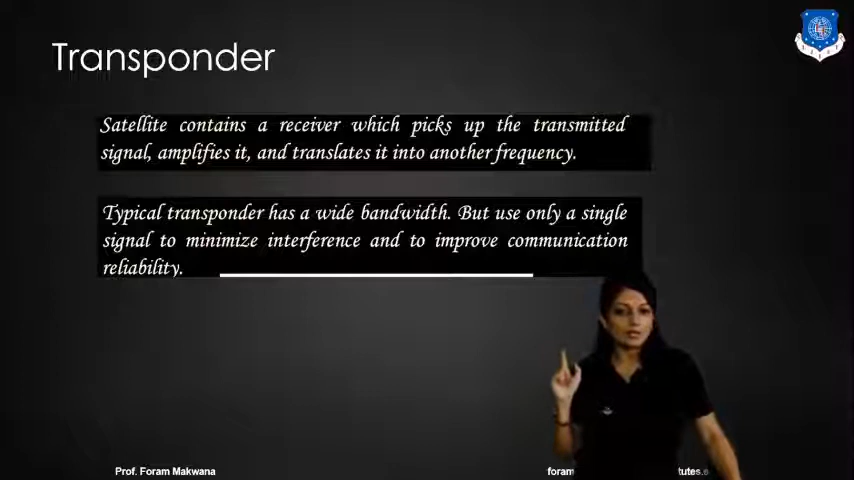 Transponder
Satellite contains a receiver which picks up the transmitted
signal, amplifies it, and translates it into another frequency.
Typical transponder has a wide bandwidth. But use only a single
signal to minimize interference and to improve communication
reliability.
Prof. Foram Makwana
foram
tutes.